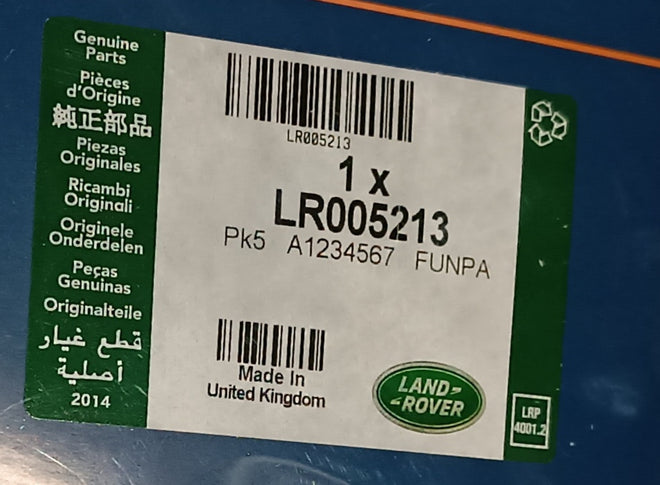 Genuine
Parts
Pièces
d'Origine
純正部品
Piezas
Originales
Ricambi
Originali
Originele
Onderdelen
Peças
Genuinas
Originalteile
قطع غيار
أصلية
2014
LR005213
1 x
LR005213
Pk5 A1234567 FUNPA
Made In
United Kingdom
LAND-
-ROVER
LRP
4001.2